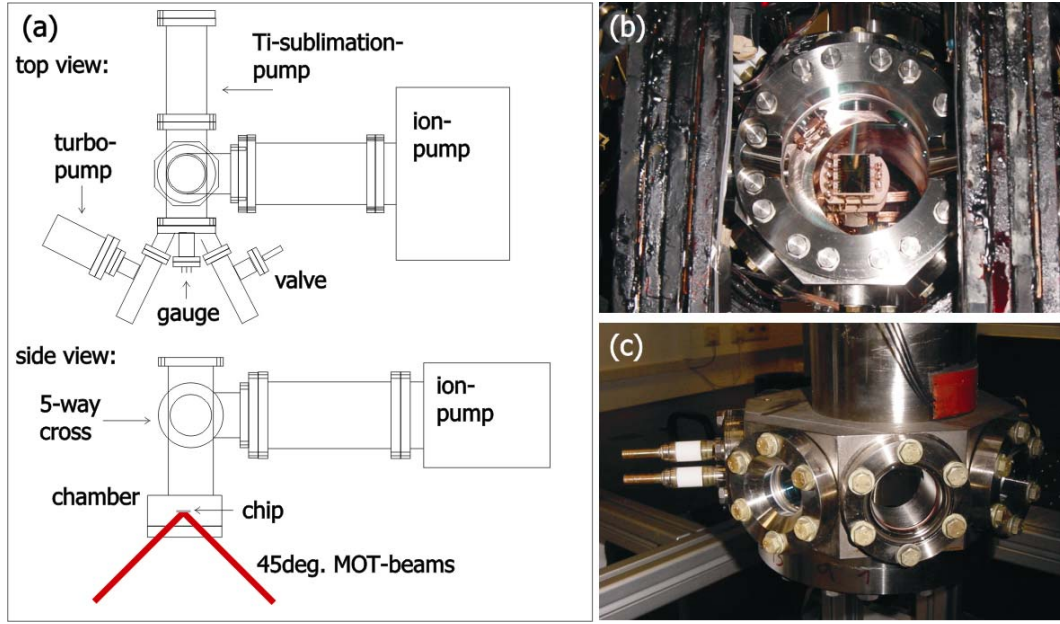 (a)
top view:
Ti-sublimation-
pump
turbo-
pump
ion-
pump
valve
gauge
side view:
5-way
cross
ion-
pump
chamber
chip
45deg. MOT-beams
(b)
(c)